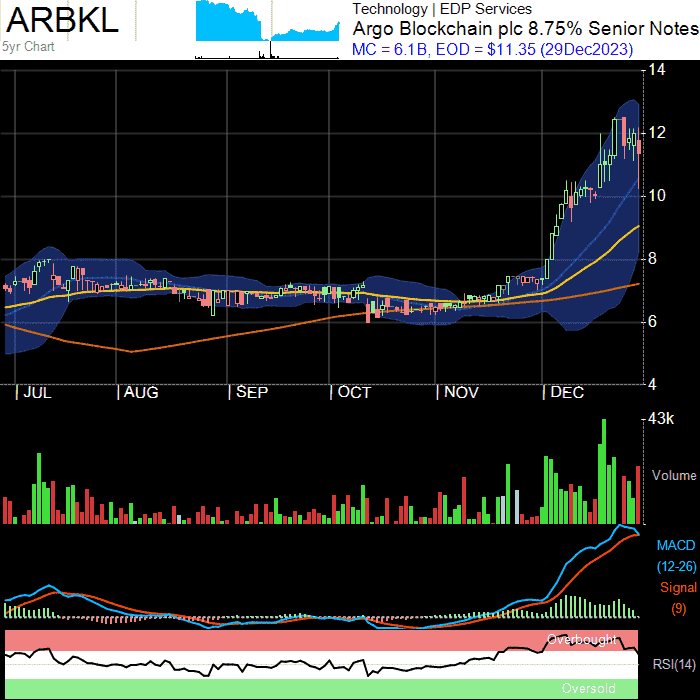 ARBKL
5yr Chart
Technology | EDP Services
Argo Blockchain plc 8.75% Senior Notes
MC = 6.1B, EOD = $11.35 (29Dec2023)
14
12
10
8
6
4
| JUL | AUG | SEP | OCT | NOV | DEC
43k
Volume
MACD
(12-26)
Signal
(9)
Overbought
RSI(14)
Oversold